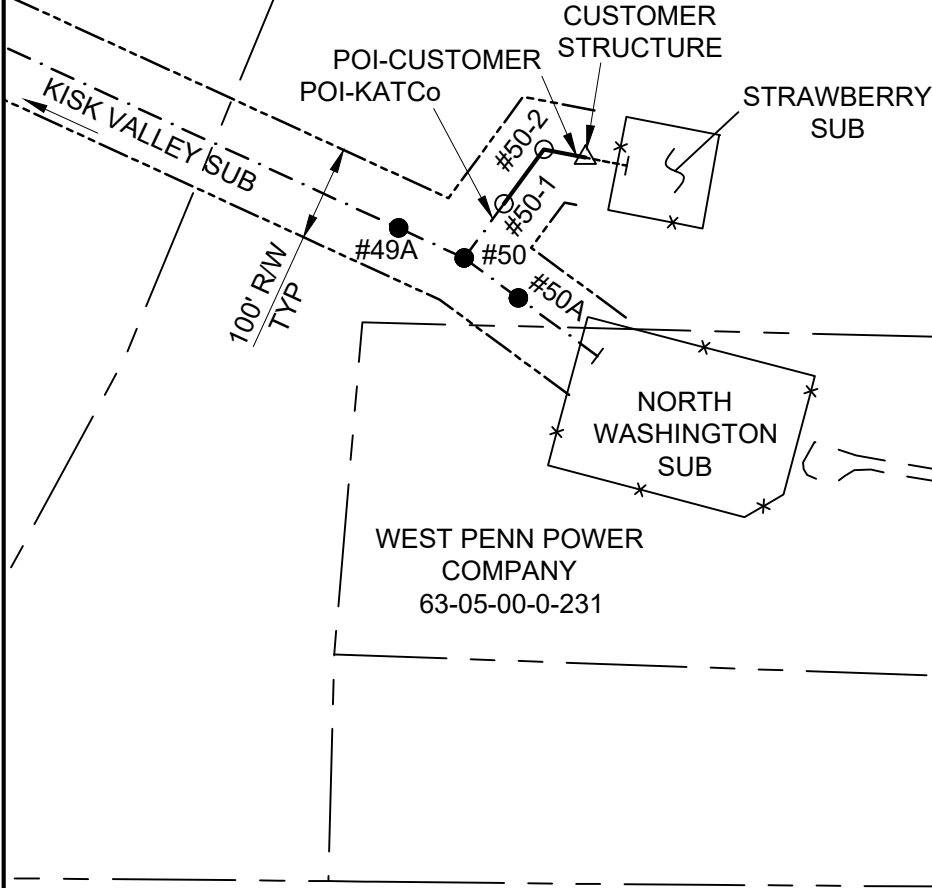 CUSTOMER
STRUCTURE
POI-CUSTOMER
POI-KATCo
STRAWBERRY
SUB
KISK VALLEY SUB
#50-2
#50-1
#49A
#50
#50A
100' R/W
TYP
NORTH
WASHINGTON
SUB
WEST PENN POWER
COMPANY
63-05-00-0-231